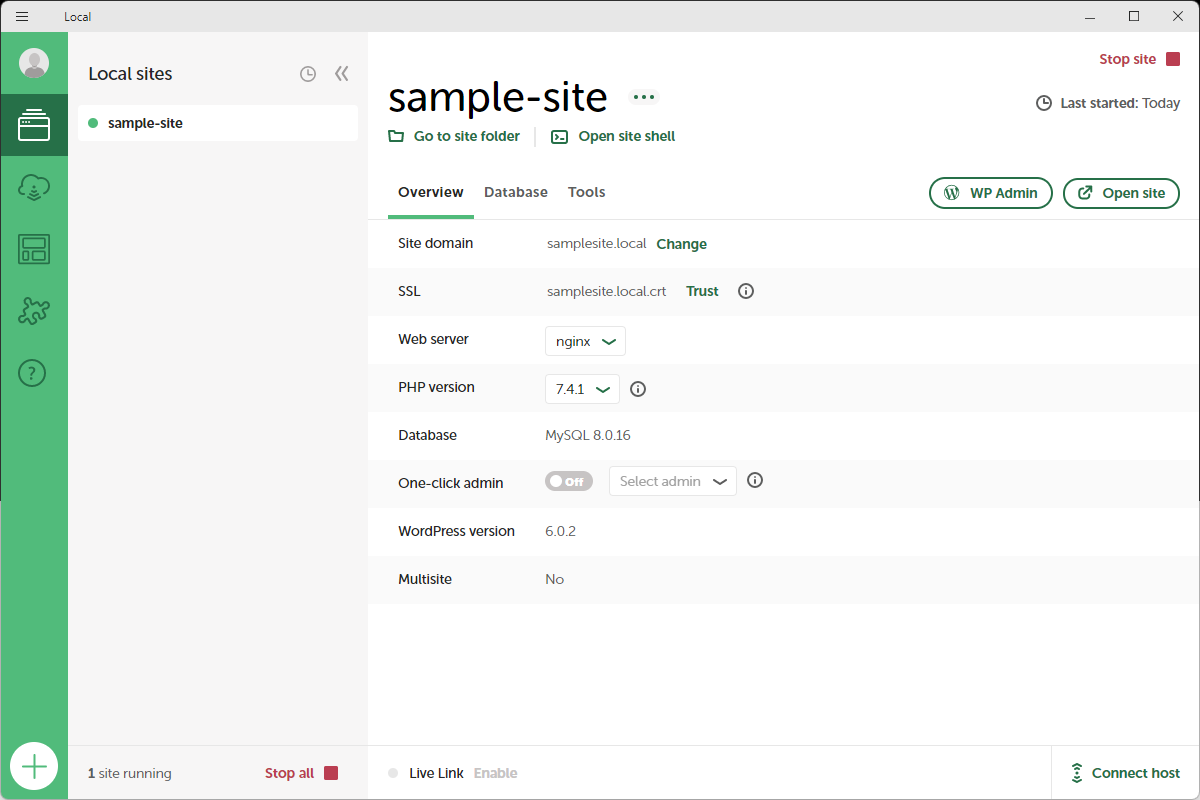 Local
Local sites
sample-site
1 site running
Stop all
Stop site
sample-site
Last started: Today
Go to site folder
Open site shell
Overview
Database
Tools
WP Admin
Open site
Site domain samplesite.local Change
SSL samplesite.local.crt Trust
Web server nginx
PHP version 7.4.1
Database MySQL 8.0.16
One-click admin Off Select admin
WordPress version 6.0.2
Multisite No
Live Link Enable
Connect host